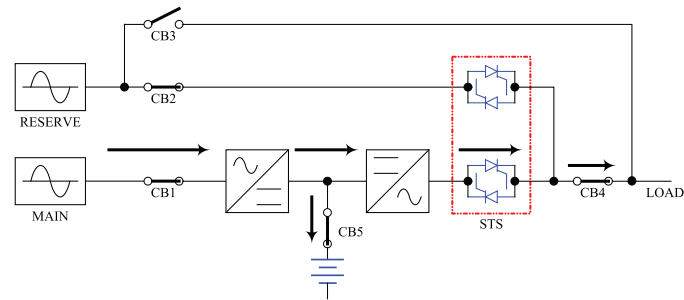 CB3
CB2
RESERVE
CB1
MAIN
CB5
STS
CB4
LOAD